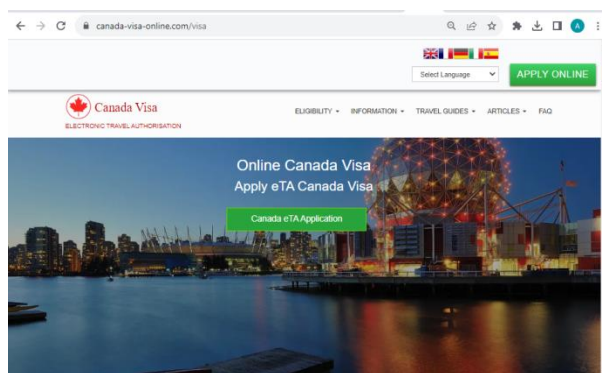 canada-visa-online.com/visa
A
Select Language
APPLY ONLINE
Canada Visa
ELECTRONIC TRAVEL AUTHORISATION
ELIGIBILITY INFORMATION TRAVEL GUIDES ARTICLES FAQ
Online Canada Visa
Apply eTA Canada Visa
Canada eTA Application